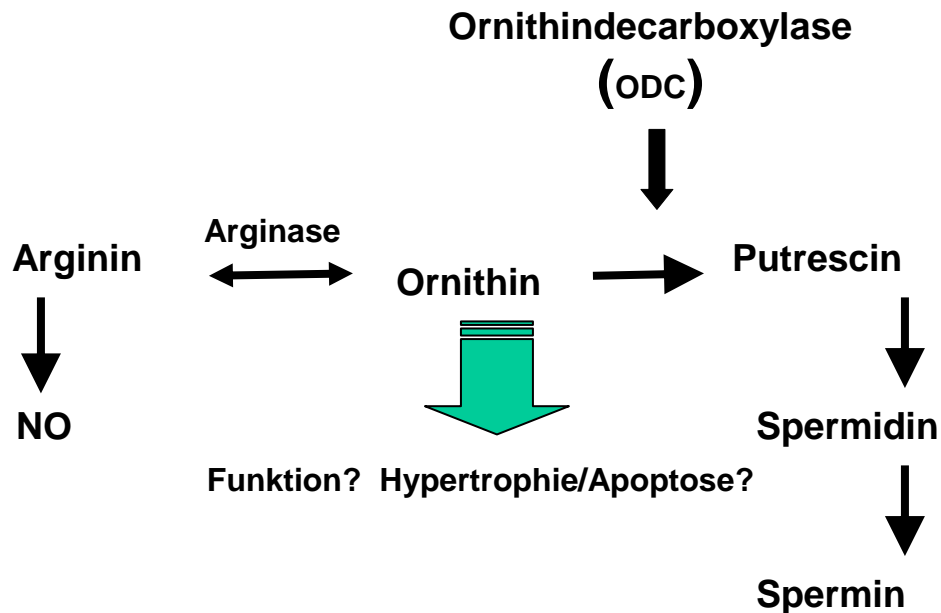 Ornithindecarboxylase
(ODC)
Arginase
Arginin
Ornithin
Putrescin
NO
Spermidin
Funktion? Hypertrophie/Apoptose?
Spermin